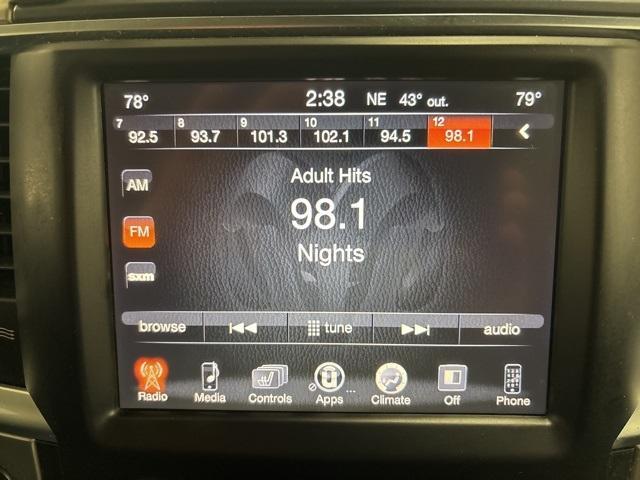 78° 2:38 NE 43° out. 79°
7 8 9 10 11 12
92.5 93.7 101.3 102.1 94.5 98.1
Adult Hits
AM
98.1
FM
Nights
sxm
browse tune audio
Radio Media Controls Apps ... Climate Off Phone